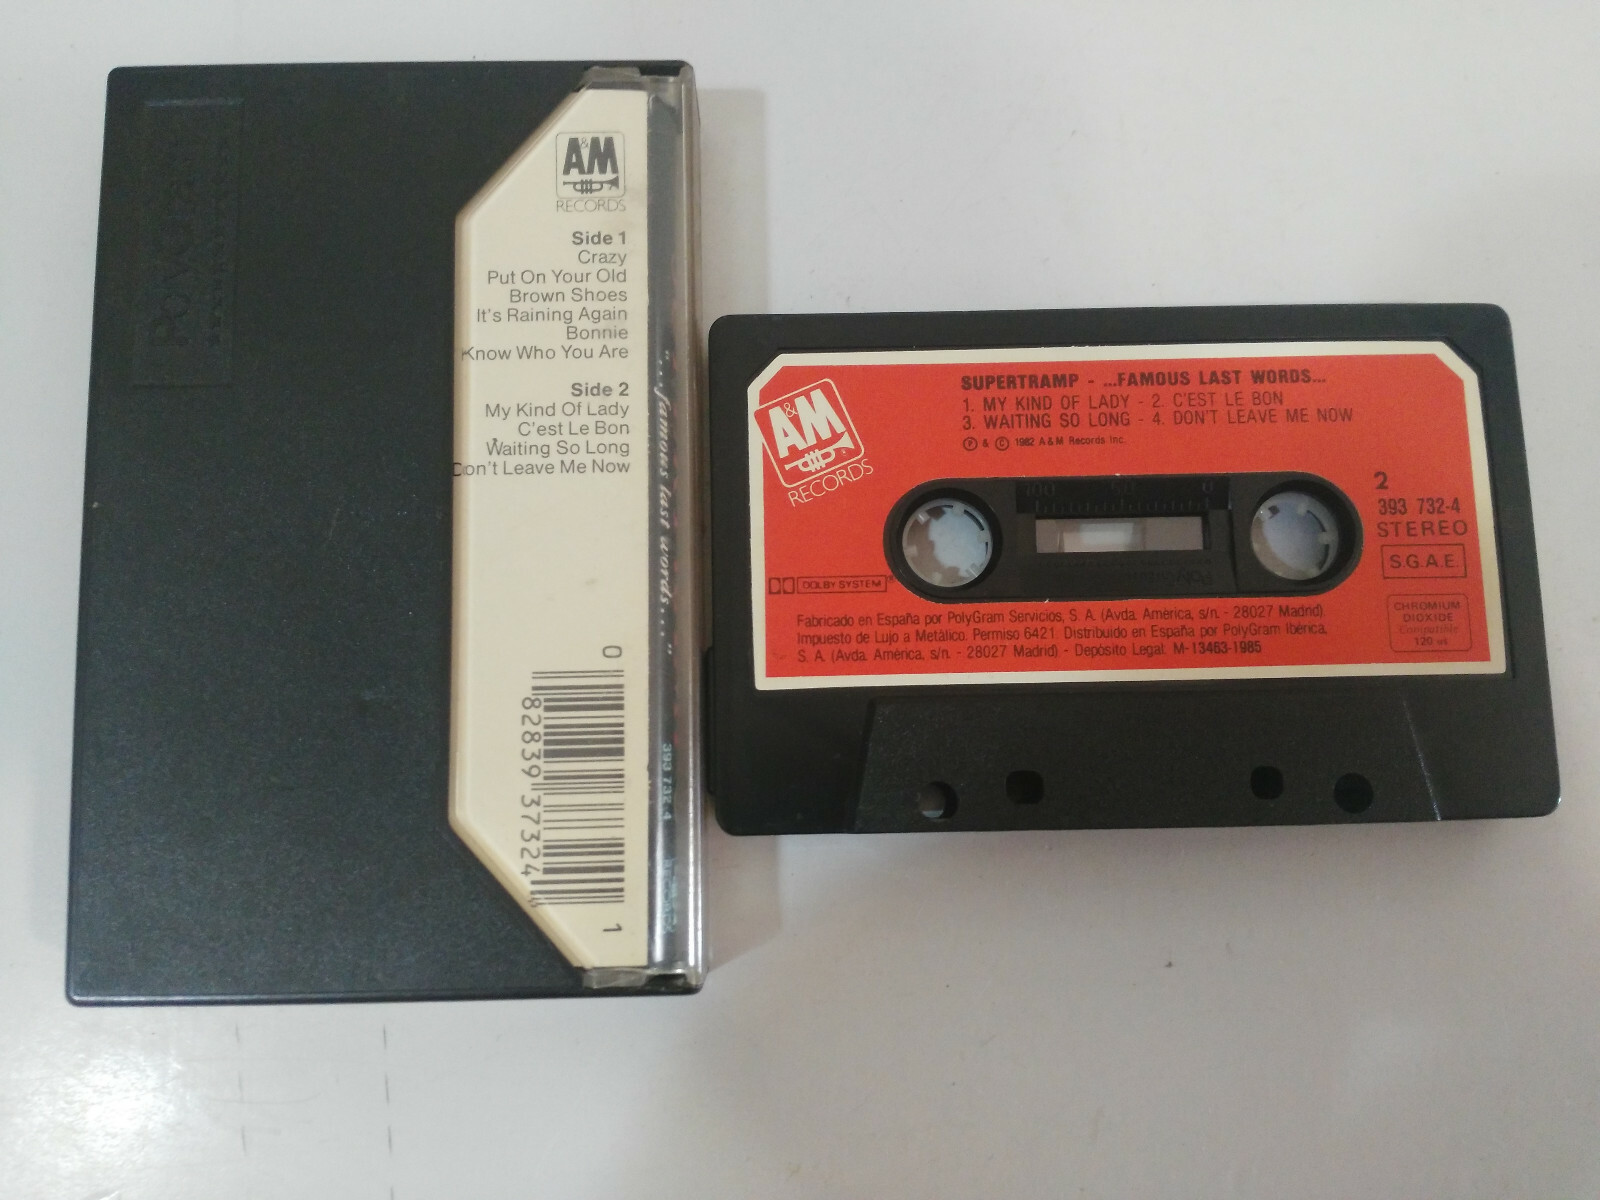 PolyGram
A&M
RECORDS
Side 1
Crazy
Put On Your Old
Brown Shoes
It's Raining Again
Bonnie
Know Who You Are
Side 2
My Kind Of Lady
C'est Le Bon
Waiting So Long
Don't Leave Me Now
0
82839 37324
1
"...famous last words..."
393 732-4
A&M
RECORDS
SUPERTRAMP - ...FAMOUS LAST WORDS...
1. MY KIND OF LADY - 2. C'EST LE BON
3. WAITING SO LONG - 4. DON'T LEAVE ME NOW
℗ & © 1982 A&M Records Inc.
2
393 732-4
STEREO
S.G.A.E.
DOLBY SYSTEM®
100 50 0
CHROMIUM
DIOXIDE
Compatible
120 us
Fabricado en España por PolyGram Servicios, S. A. (Avda. América, s/n. - 28027 Madrid).
Impuesto de Lujo a Metálico. Permiso 6421. Distribuido en España por PolyGram Ibérica,
S. A. (Avda. América, s/n. - 28027 Madrid) - Depósito Legal. M-13463-1985